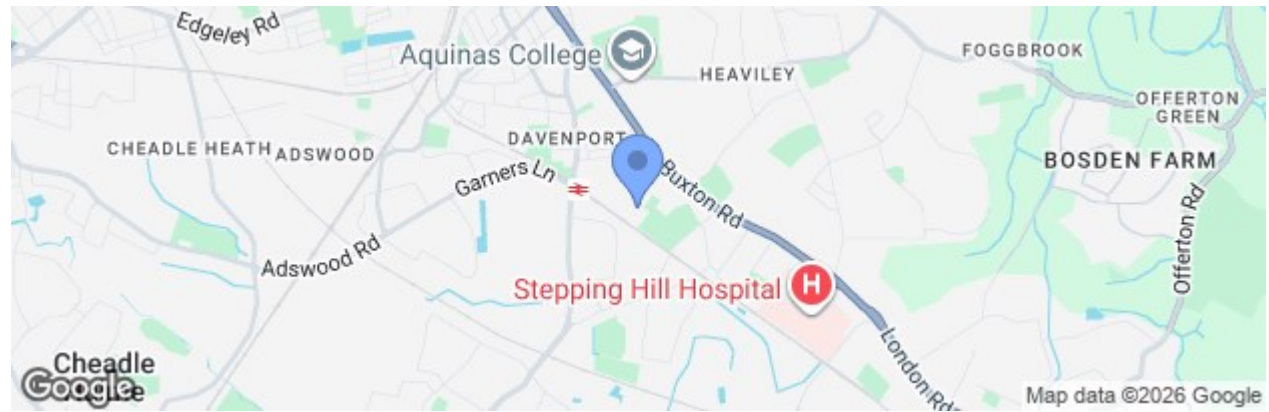 Edgeley Rd
Aquinas College
HEAVILEY
FOGGBROOK
OFFERTON
GREEN
DAVENPORT
CHEADLE HEATH
ADSWOOD
BOSDEN FARM
Garners Ln
Buxton Rd
Offerton Rd
Adswood Rd
Stepping Hill Hospital
H
London Rd
Cheadle
Google
Map data ©2026 Google